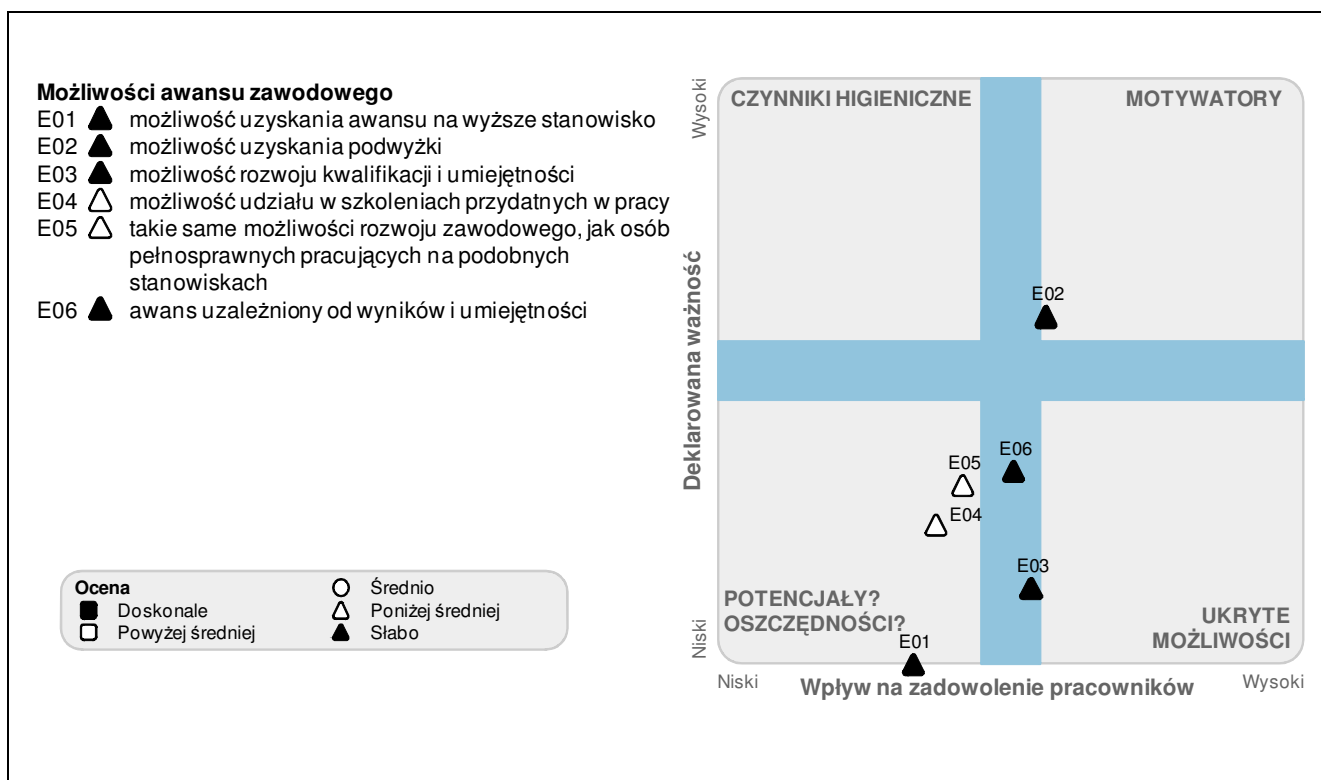 Możliwości awansu zawodowego
E01 możliwość uzyskania awansu na wyższe stanowisko
E02 możliwość uzyskania podwyżki
E03 możliwość rozwoju kwalifikacji i umiejętności
E04 możliwość udziału w szkoleniach przydatnych w pracy
E05 takie same możliwości rozwoju zawodowego, jak osób
pełnosprawnych pracujących na podobnych
stanowiskach
E06 awans uzależniony od wyników i umiejętności
Ocena
Doskonale
Powyżej średniej
Średnio
Poniżej średniej
Słabo
Wysoki
Deklarowana ważność
Niski
CZYNNIKI HIGIENICZNE
MOTYWATORY
E02
E06
E05
E04
E03
POTENCJAŁY?
OSZCZĘDNOŚCI?
UKRYTE
MOŻLIWOŚCI
E01
Niski
Wpływ na zadowolenie pracowników
Wysoki